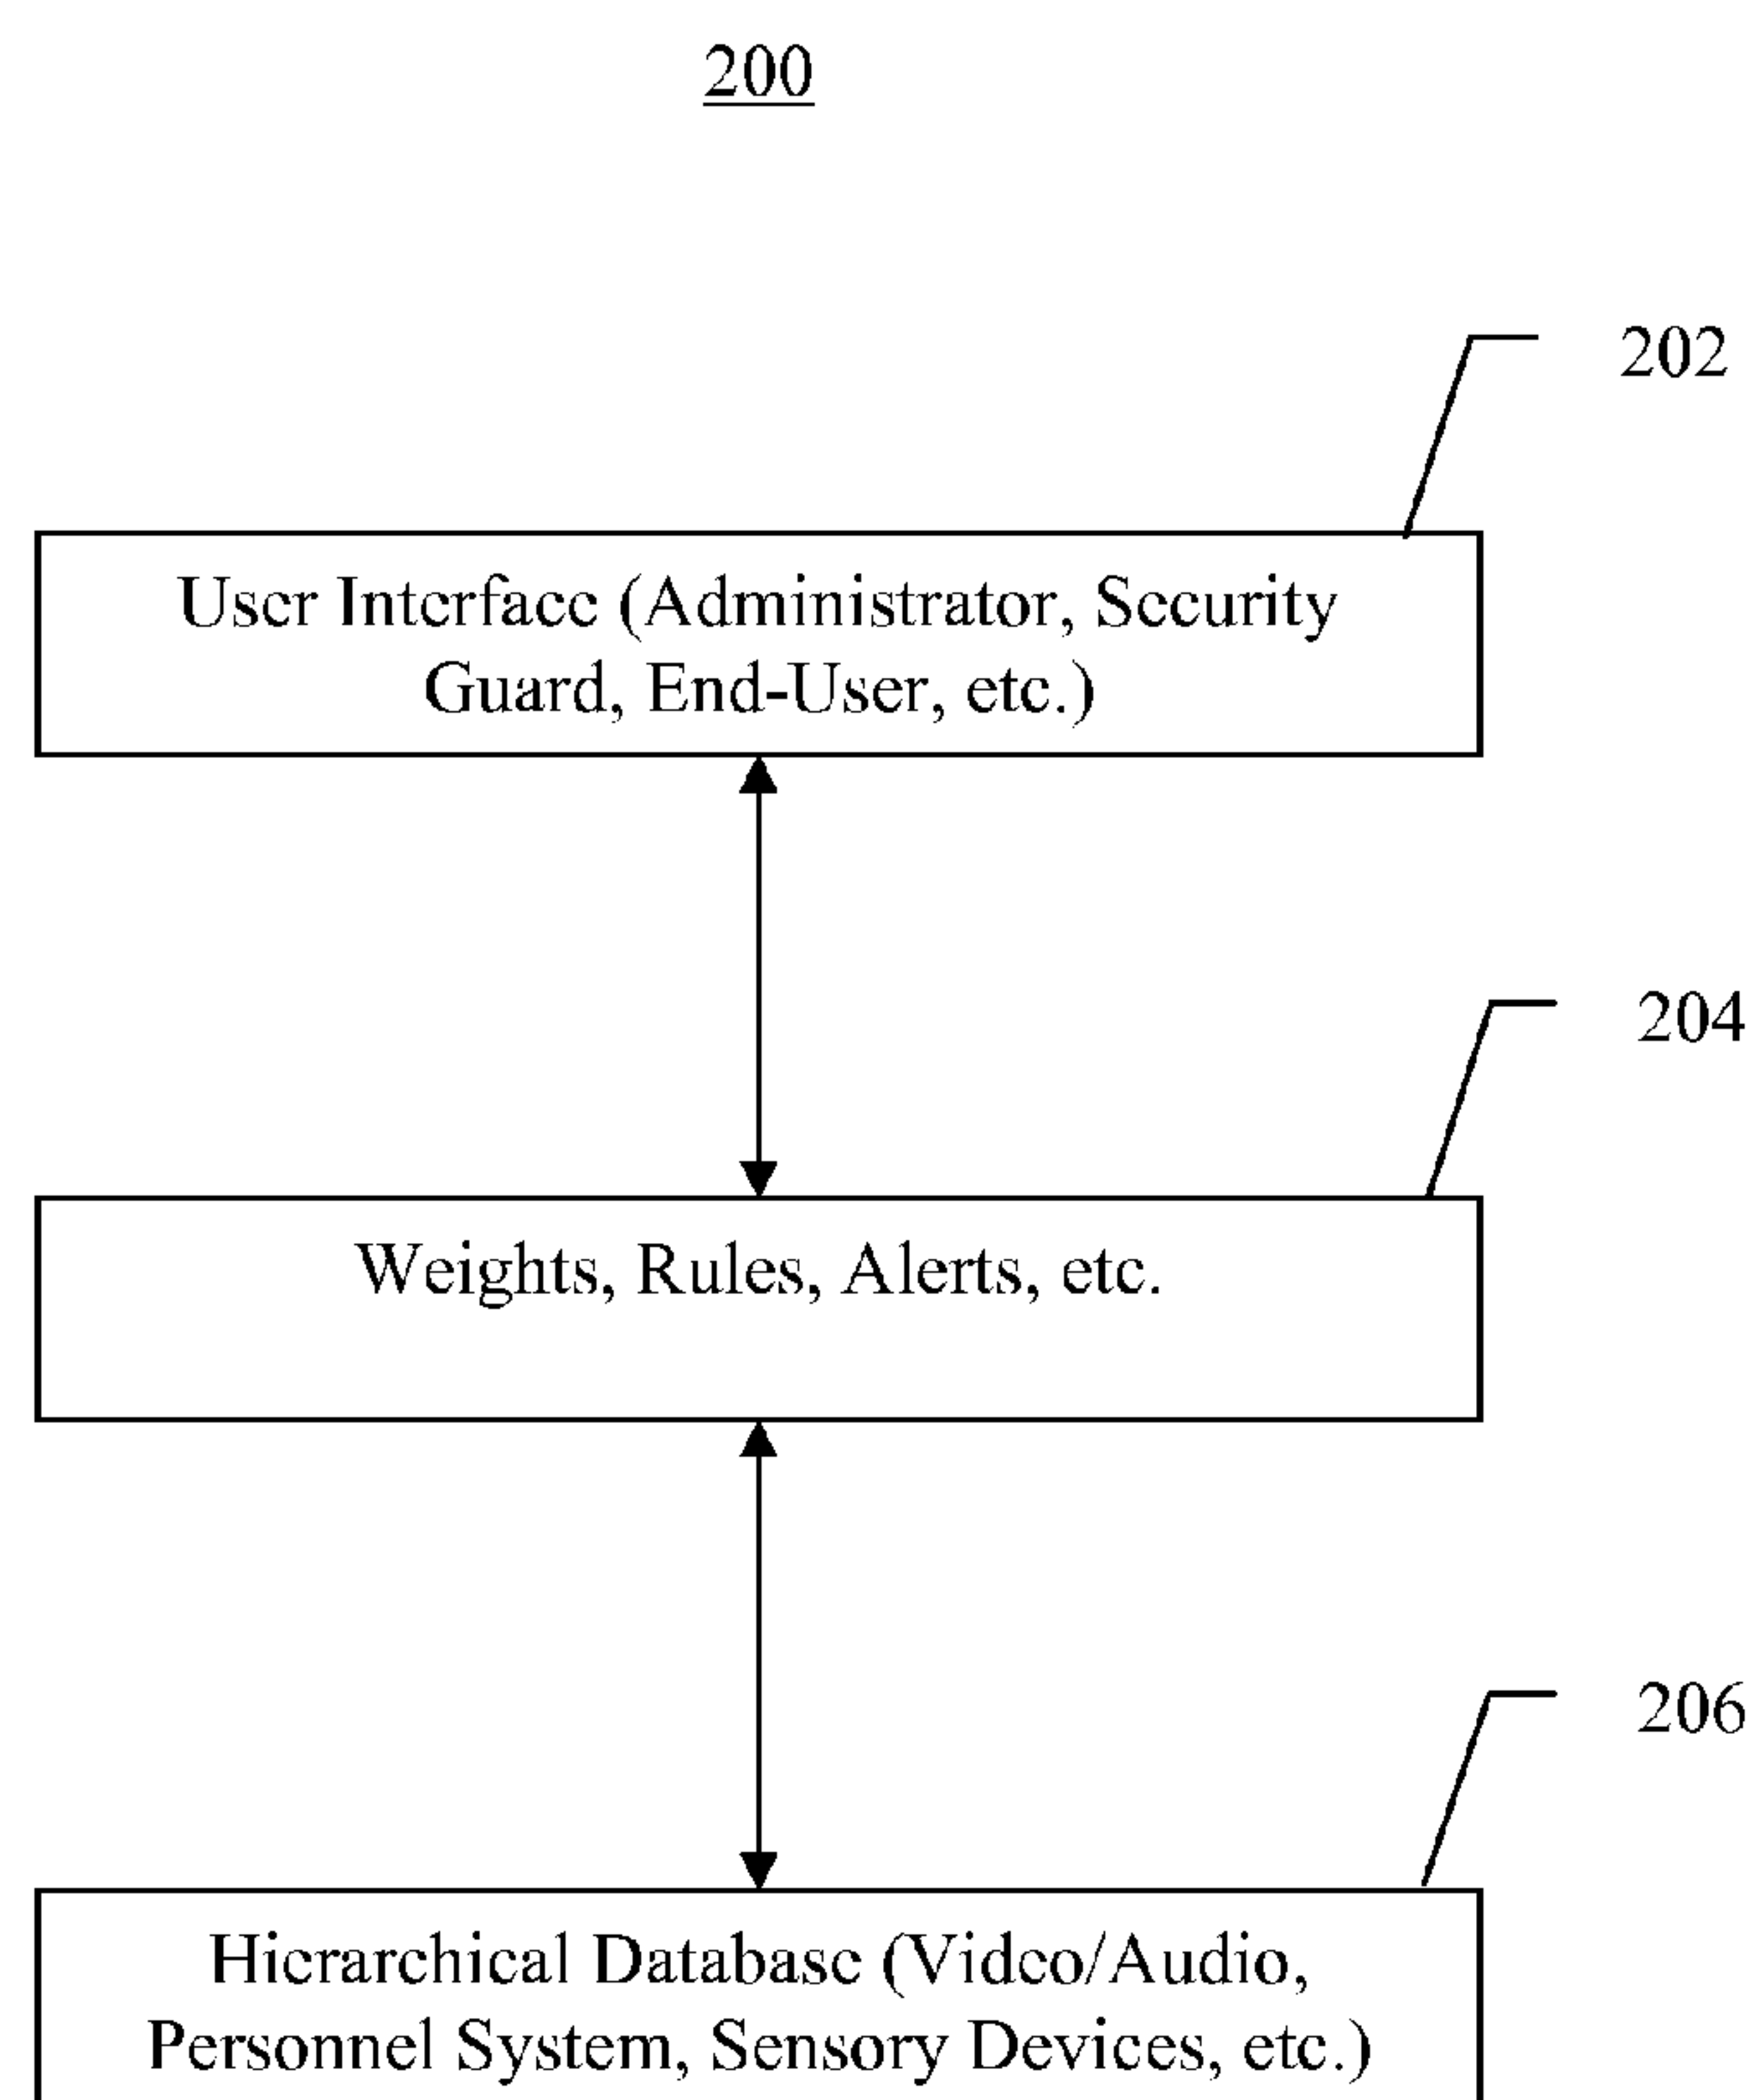 200
202
User Interface (Administrator, Security
Guard, End-User, etc.)
204
Weights, Rules, Alerts, etc.
206
Hierarchical Database (Video/Audio,
Personnel System, Sensory Devices, etc.)